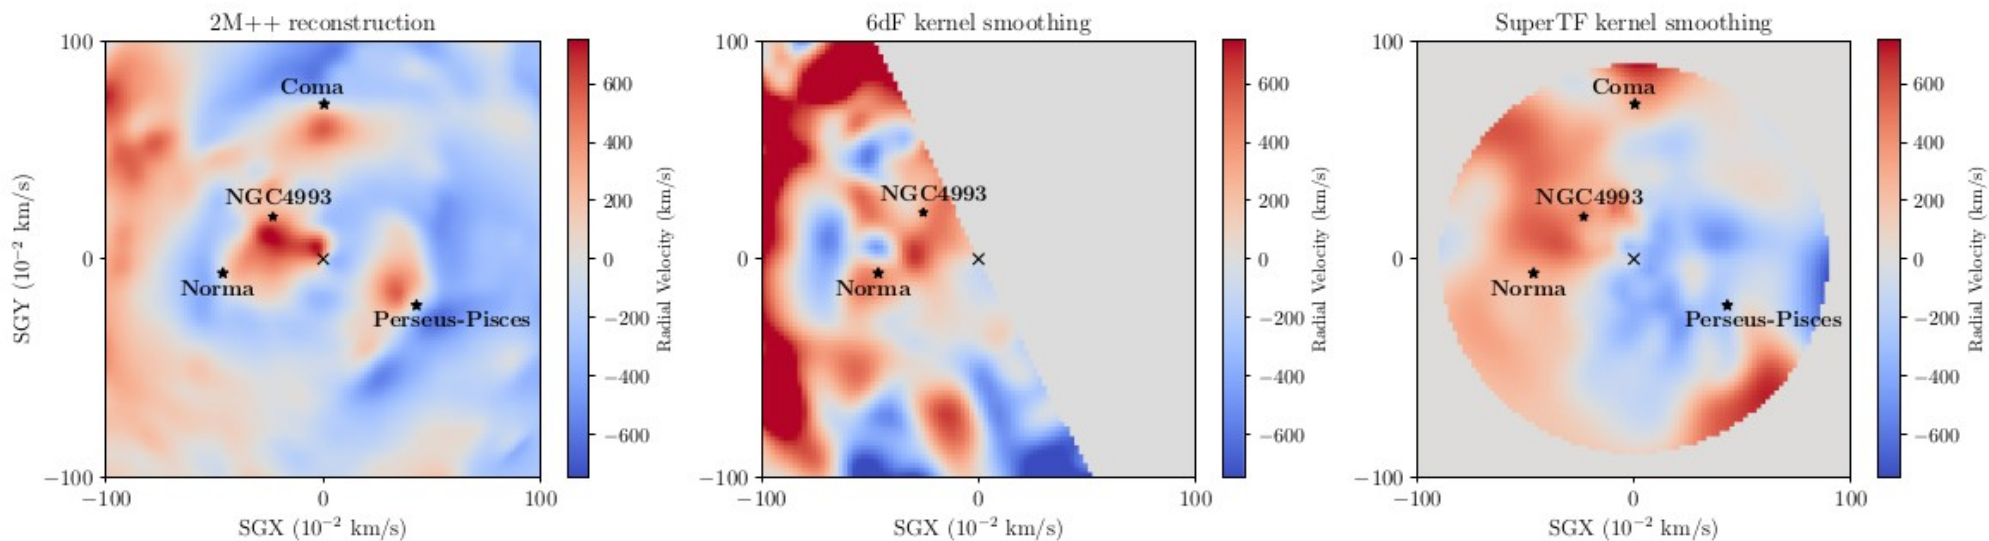 2M++ reconstruction
100
0
−100
−100
0
100
SGY (10⁻² km/s)
SGX (10⁻² km/s)
Coma
NGC4993
Norma
Perseus-Pisces
600
400
200
0
−200
−400
−600
Radial Velocity (km/s)
6dF kernel smoothing
100
0
−100
−100
0
100
SGX (10⁻² km/s)
NGC4993
Norma
600
400
200
0
−200
−400
−600
Radial Velocity (km/s)
SuperTF kernel smoothing
100
0
−100
−100
0
100
SGX (10⁻² km/s)
Coma
NGC4993
Norma
Perseus-Pisces
600
400
200
0
−200
−400
−600
Radial Velocity (km/s)